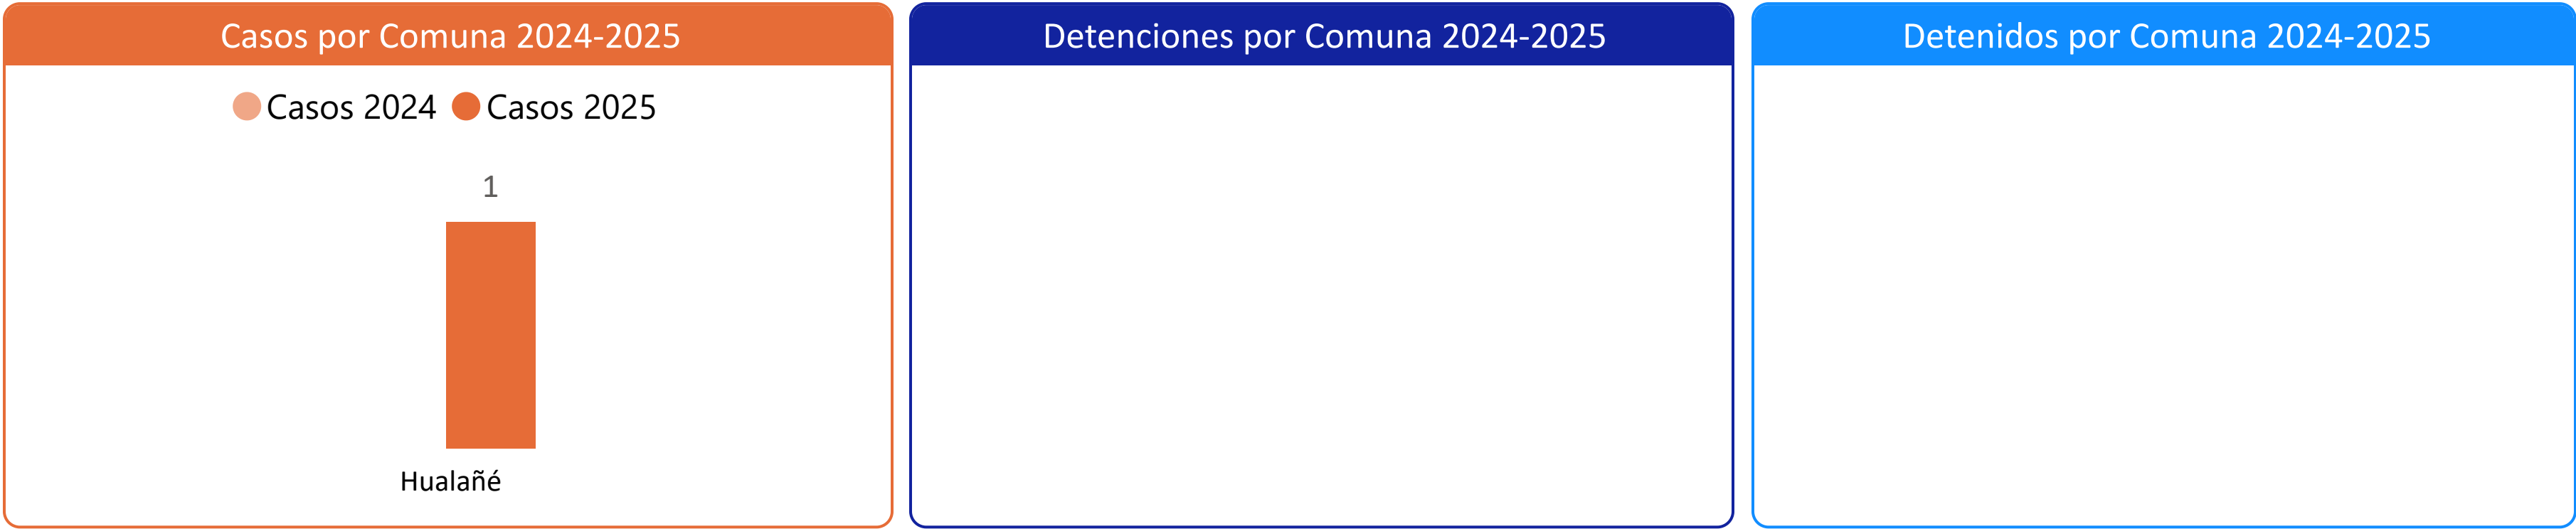 Casos por Comuna 2024-2025
Casos 2024 Casos 2025
1
Hualañé
Detenciones por Comuna 2024-2025
Detenidos por Comuna 2024-2025